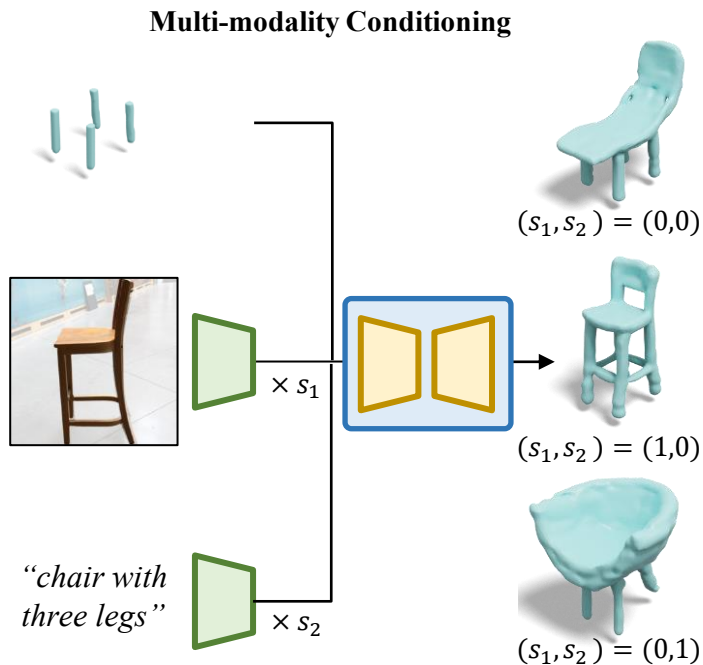 Multi-modality Conditioning
(s₁, s₂) = (0,0)
× s₁
(s₁, s₂) = (1,0)
“chair with
three legs”
× s₂
(s₁, s₂) = (0,1)